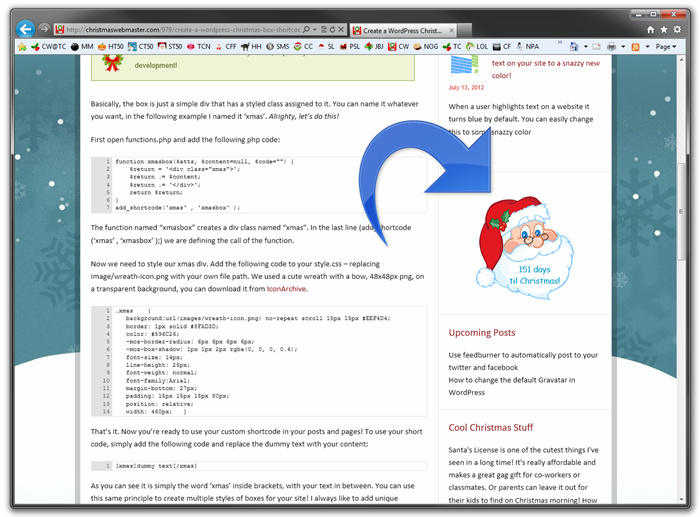 http://christmaswebmaster.com/979/create-a-wordpress-christmas-box-shortcoc
Create a WordPress Christ...
CW@TC
MM
HT50
CT50
ST50
TCN
CFF
HH
SMS
CC
SL
PSL
JBJ
CW
NOG
TC
LOL
CF
NPA
Page
development!
Basically, the box is just a simple div that has a styled class assigned to it. You can name it whatever
you want, in the following example I named it ‘xmas’. Alrighty, let’s do this!
First open functions.php and add the following php code:
1 function xmasbox($atts, $content=null, $code="") {
2 $return = '<div class="xmas">';
3 $return .= $content;
4 $return .= '</div>';
5 return $return;
6 }
7 add_shortcode('xmas' , 'xmasbox' );
The function named “xmasbox” creates a div class named “xmas”. In the last line (add_shortcode
(‘xmas’ , ‘xmasbox’ );) we are defining the call of the function.
Now we need to style our xmas div. Add the following code to your style.css – replacing
image/wreath-icon.png with your own file path. We used a cute wreath with a bow, 48x48px png, on
a transparent background, you can download it from IconArchive.
1 .xmas {
2 background:url(images/wreath-icon.png) no-repeat scroll 15px 15px #EEF4D4;
3 border: 1px solid #8FAD3D;
4 color: #596C26;
5 -moz-border-radius: 6px 6px 6px 6px;
6 -moz-box-shadow: 1px 1px 2px rgba(0, 0, 0, 0.4);
7 font-size: 14px;
8 line-height: 25px;
9 font-weight: normal;
10 font-family:Arial;
11 margin-bottom: 27px;
12 padding: 15px 15px 15px 80px;
13 position: relative;
14 width: 460px; }
That’s it. Now you’re ready to use your custom shortcode in your posts and pages! To use your short
code, simply add the following code and replace the dummy text with your content:
1 [xmas]dummy text[/xmas]
As you can see it is simply the word ‘xmas’ inside brackets, with your text in between. You can use
this same principle to create multiple styles of boxes for your site! I always like to add unique
text on your site to a snazzy new
color!
July 13, 2012
When a user highlights text on a website it
turns blue by default. You can easily change
this to some snazzy color
151 days
'til Christmas!
Upcoming Posts
Use feedburner to automatically post to your
twitter and facebook
How to change the default Gravatar in
WordPress
Cool Christmas Stuff
Santa's License is one of the cutest things I've
seen in a long time! It's really affordable and
makes a great gag gift for co-workers or
classmates. Or parents can leave it out for
their kids to find on Christmas morning! How